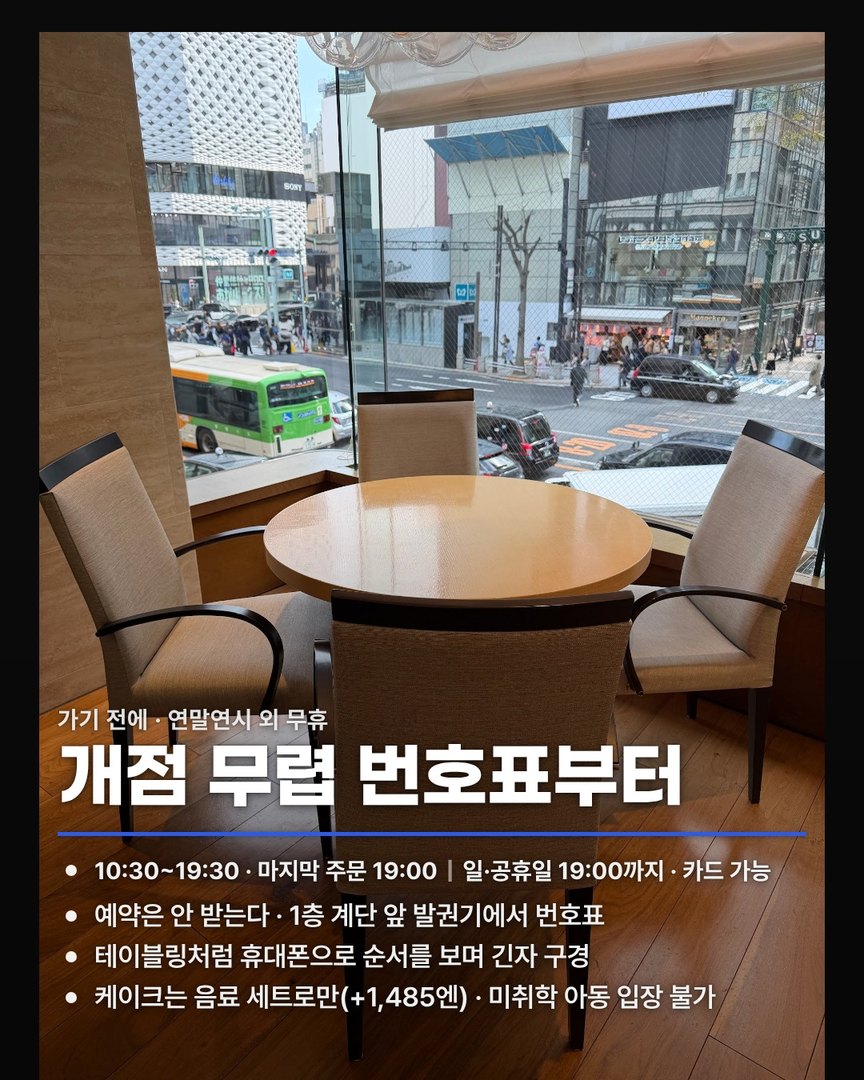 SONY
가기 전에 · 연말연시 외 무휴
개점 무렵 번호표부터
10:30~19:30 · 마지막 주문 19:00 | 일·공휴일 19:00까지 · 카드 가능
예약은 안 받는다 · 1층 계단 앞 발권기에서 번호표
테이블링처럼 휴대폰으로 순서를 보며 긴자 구경
케이크는 음료 세트로만(+1,485엔) · 미취학 아동 입장 불가